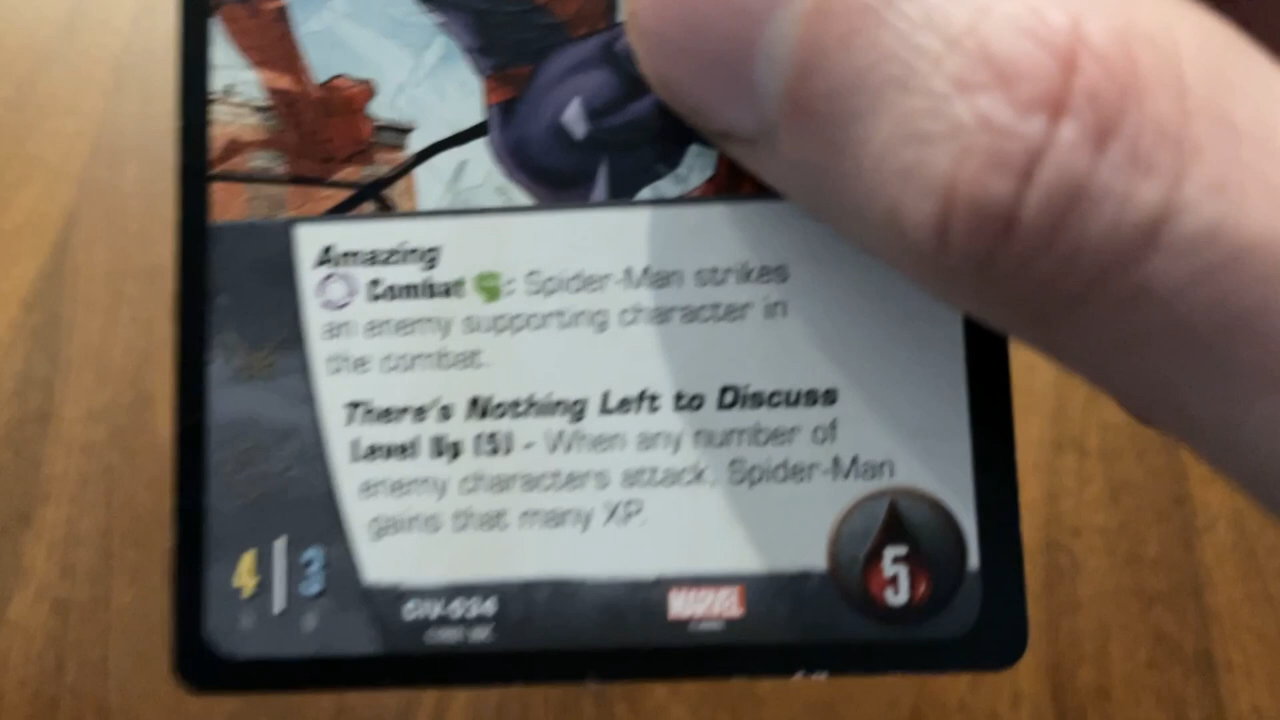 Amazing
Combat : Spider-Man strikes
an enemy supporting character in
the combat.
There's Nothing Left to Discuss
Level Up (5) - When any number of
enemy characters attack, Spider-Man
gains that many XP.
4 | 3
5
MARVEL